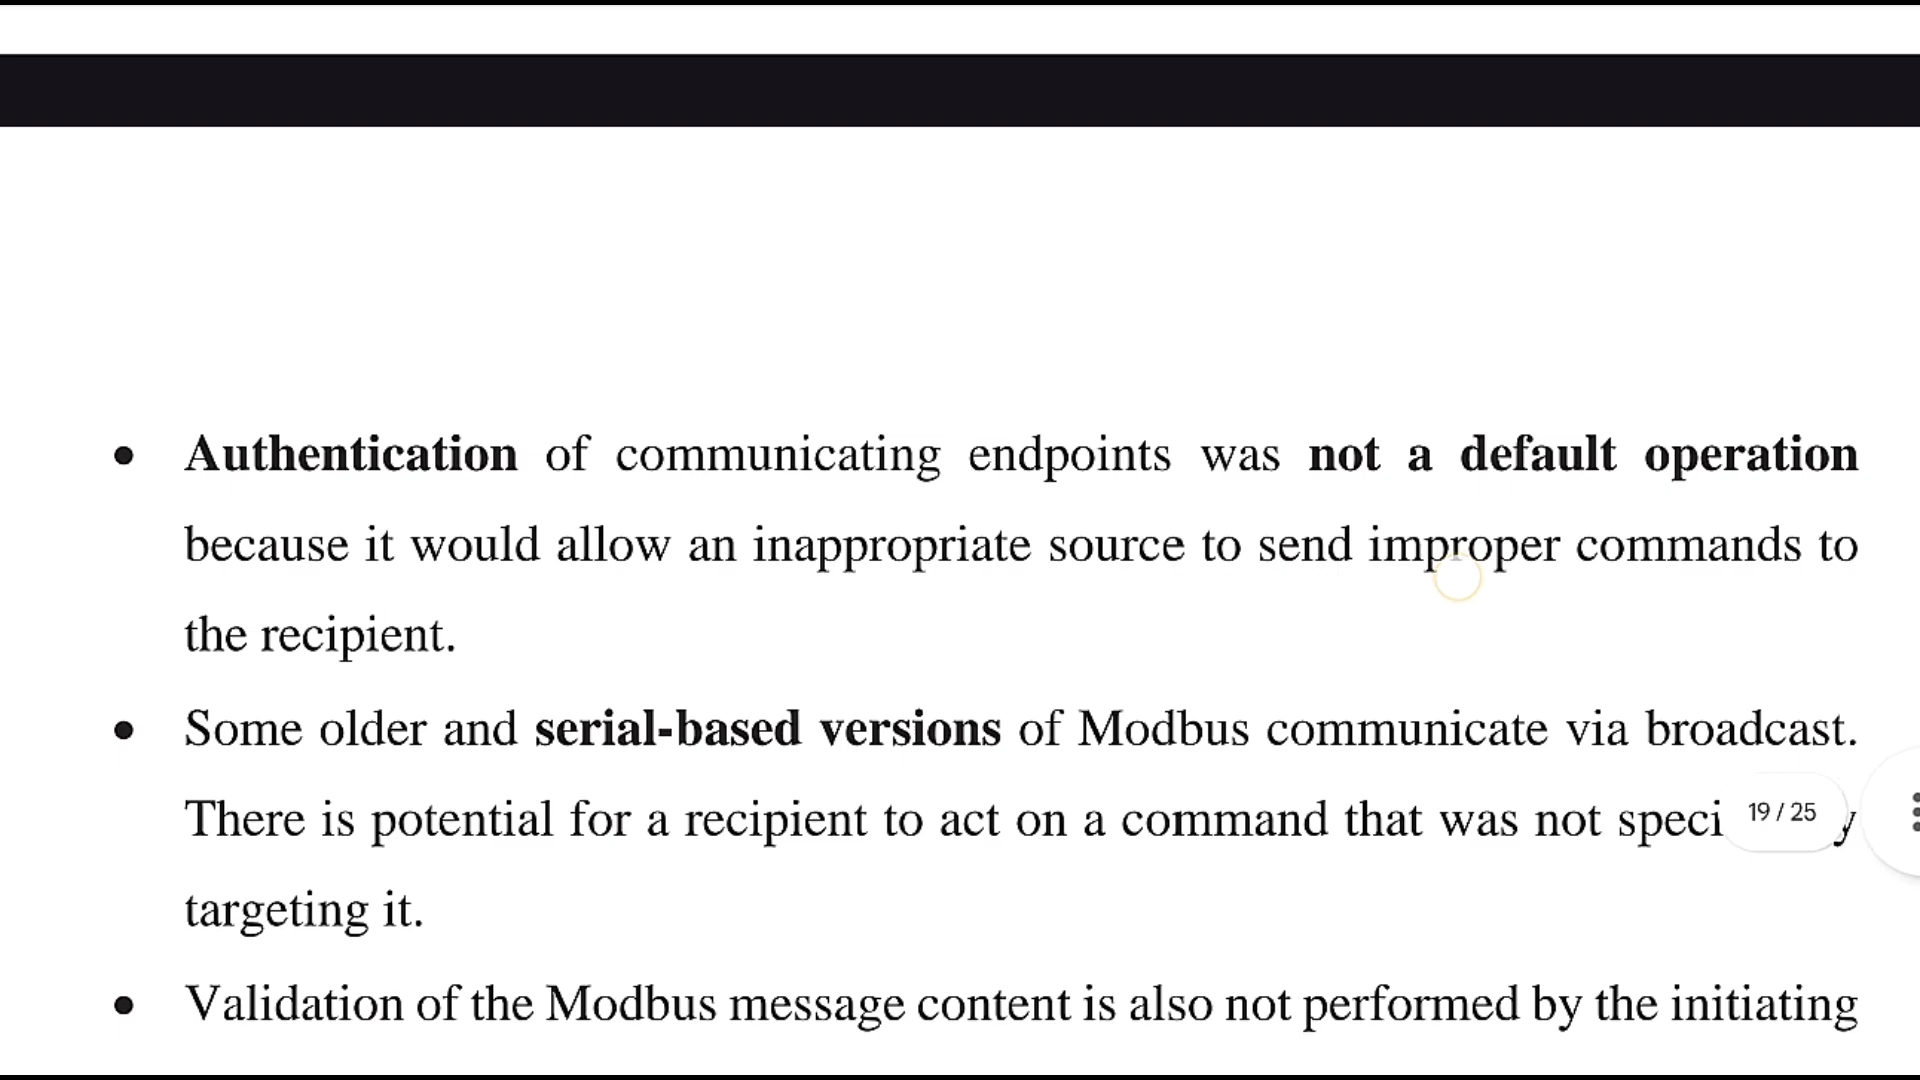 • Authentication of communicating endpoints was not a default operation
because it would allow an inappropriate source to send improper commands to
the recipient.
• Some older and serial-based versions of Modbus communicate via broadcast.
There is potential for a recipient to act on a command that was not
19 / 25
targeting it.
• Validation of the Modbus message content is also not performed by the initiating